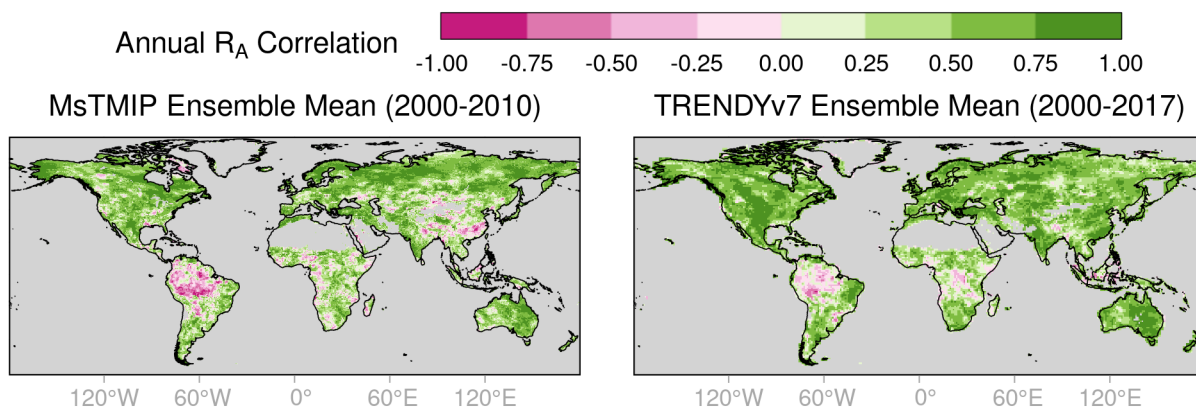 Annual RA Correlation
-1.00 -0.75 -0.50 -0.25 0.00 0.25 0.50 0.75 1.00
MsTMIP Ensemble Mean (2000-2010)
TRENDYv7 Ensemble Mean (2000-2017)
120°W 60°W 0° 60°E 120°E
120°W 60°W 0° 60°E 120°E